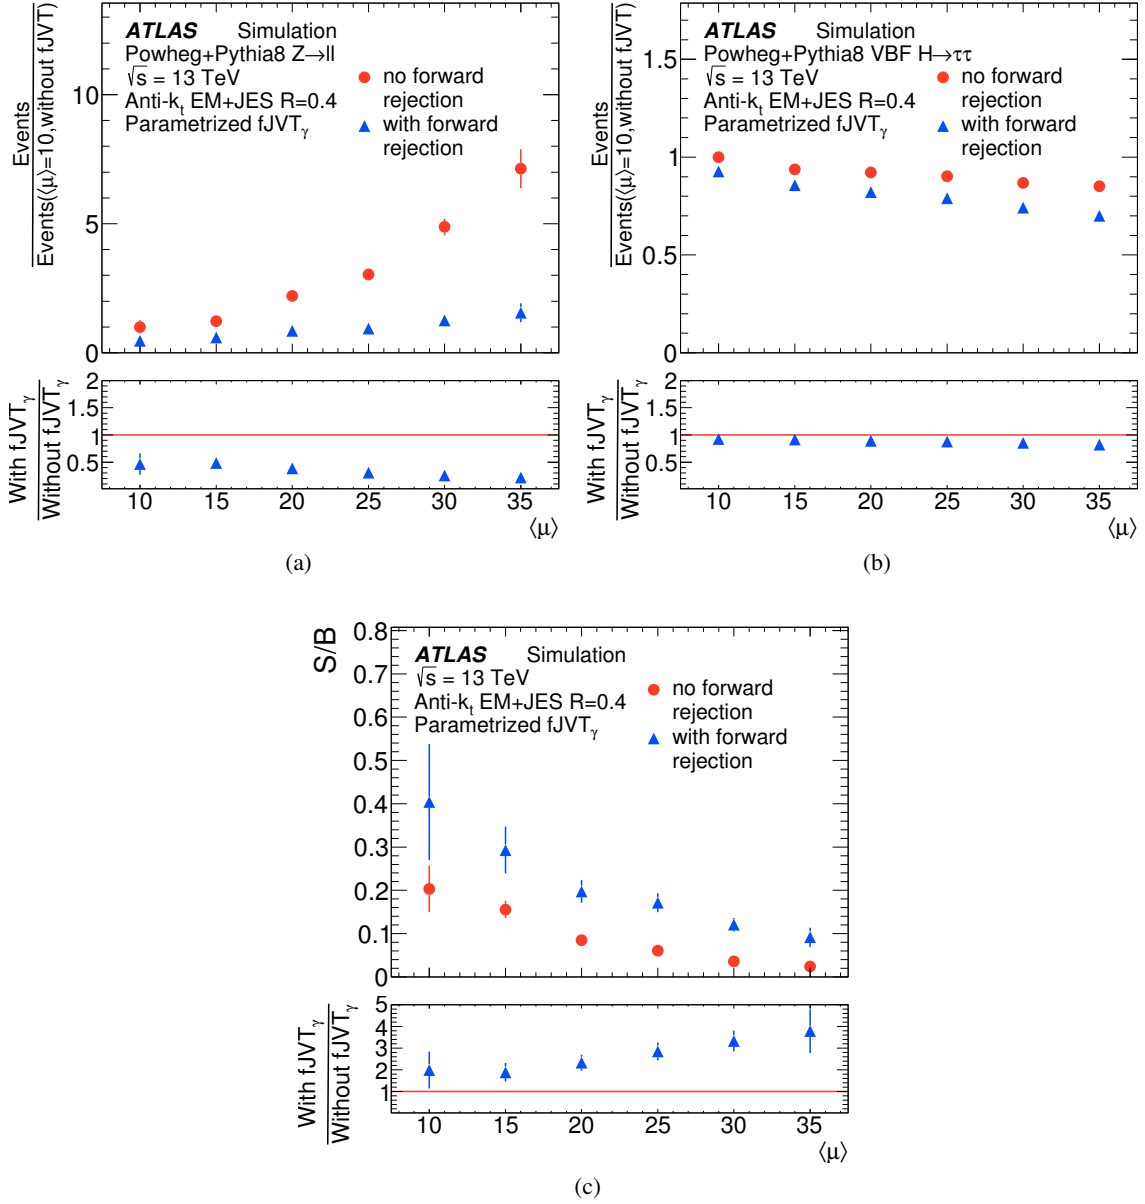 Events
Events(⟨μ⟩=10,without fJVT)
ATLAS Simulation
Powheg+Pythia8 Z→ll
√s = 13 TeV
Anti-kt EM+JES R=0.4
Parametrized fJVTγ
no forward
rejection
with forward
rejection
10
5
0
With fJVTγ
Without fJVTγ
2
1.5
1
0.5
10 15 20 25 30 35
⟨μ⟩
(a)
Events
Events(⟨μ⟩=10,without fJVT)
ATLAS Simulation
Powheg+Pythia8 VBF H→ττ
√s = 13 TeV
Anti-kt EM+JES R=0.4
Parametrized fJVTγ
no forward
rejection
with forward
rejection
1.5
1
0.5
0
With fJVTγ
Without fJVTγ
2
1.5
1
0.5
10 15 20 25 30 35
⟨μ⟩
(b)
S/B
ATLAS Simulation
√s = 13 TeV
Anti-kt EM+JES R=0.4
Parametrized fJVTγ
no forward
rejection
with forward
rejection
0.8
0.7
0.6
0.5
0.4
0.3
0.2
0.1
0
With fJVTγ
Without fJVTγ
5
4
3
2
1
10 15 20 25 30 35
⟨μ⟩
(c)